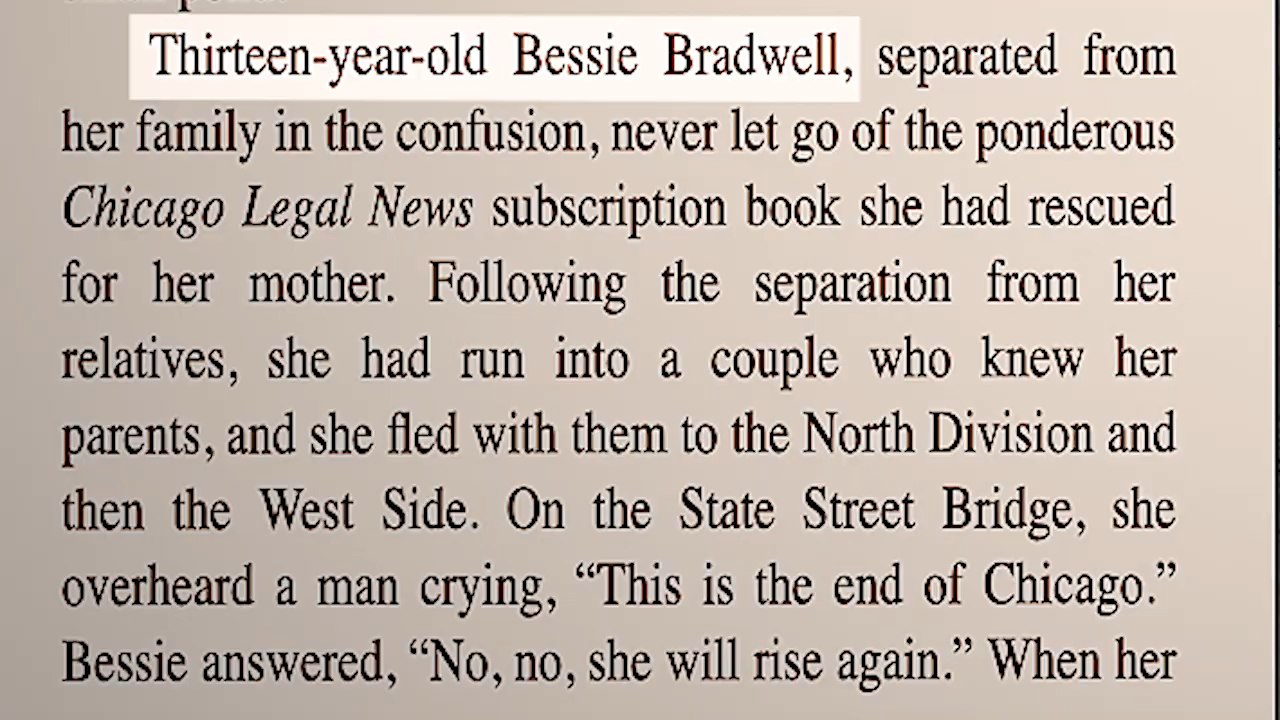 Thirteen-year-old Bessie Bradwell, separated from
her family in the confusion, never let go of the ponderous
Chicago Legal News subscription book she had rescued
for her mother. Following the separation from her
relatives, she had run into a couple who knew her
parents, and she fled with them to the North Division and
then the West Side. On the State Street Bridge, she
overheard a man crying, “This is the end of Chicago.”
Bessie answered, “No, no, she will rise again.” When her